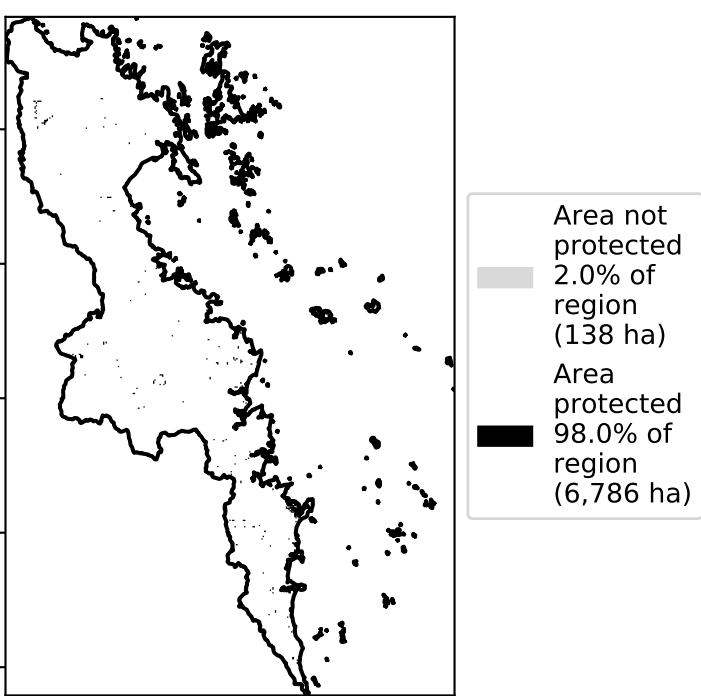 Area not
protected
2.0% of
region
(138 ha)
Area
protected
98.0% of
region
(6,786 ha)